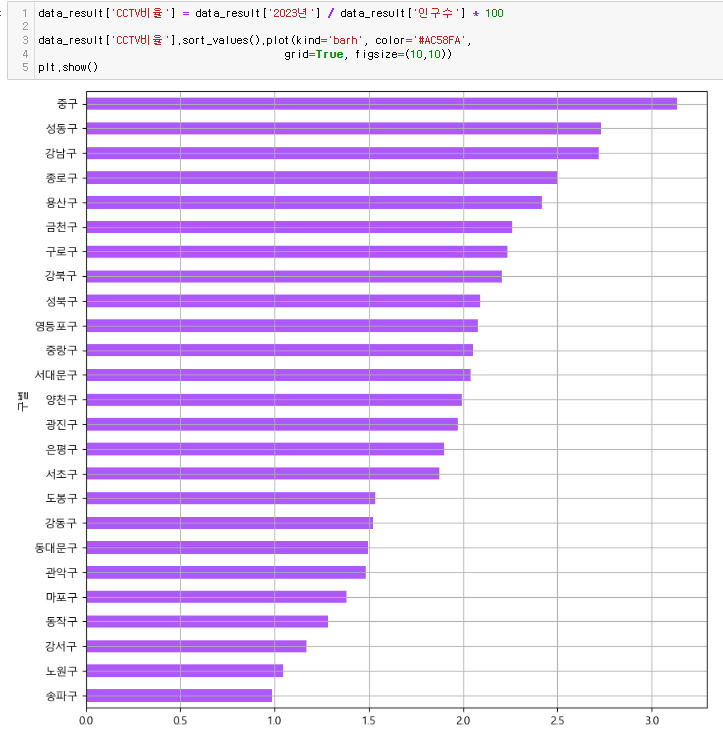 1 data_result['CCTV비율'] = data_result['2023년'] / data_result['인구수'] * 100
2
3 data_result['CCTV비율'].sort_values().plot(kind='barh', color='#AC58FA',
4 grid=True, figsize=(10,10))
5 plt.show()
중구
성동구
강남구
종로구
용산구
금천구
구로구
강북구
성북구
영등포구
중랑구
서대문구
구별
양천구
광진구
은평구
서초구
도봉구
강동구
동대문구
관악구
마포구
동작구
강서구
노원구
송파구
0.0 0.5 1.0 1.5 2.0 2.5 3.0